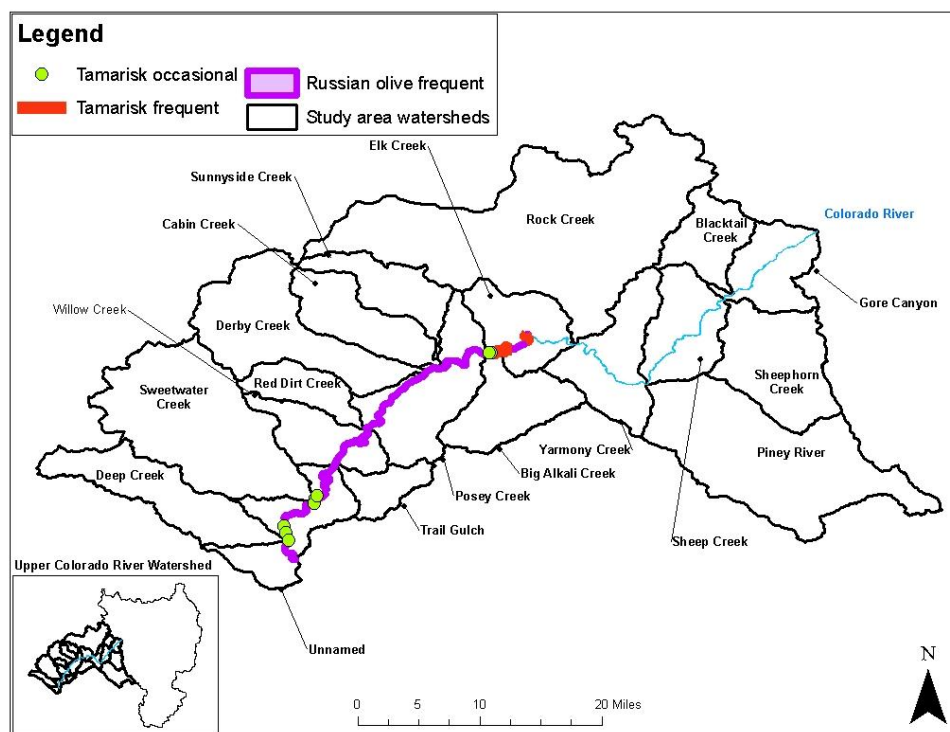 Legend
Tamarisk occasional
Tamarisk frequent
Russian olive frequent
Study area watersheds
Elk Creek
Sunnyside Creek
Cabin Creek
Rock Creek
Blacktail
Creek
Colorado River
Gore Canyon
Willow Creek
Derby Creek
Red Dirt Creek
Sweetwater
Creek
Sheephorn
Creek
Deep Creek
Yarmony Creek
Piney River
Big Alkali Creek
Posey Creek
Trail Gulch
Sheep Creek
Upper Colorado River Watershed
Unnamed
N
0 5 10 20 Miles